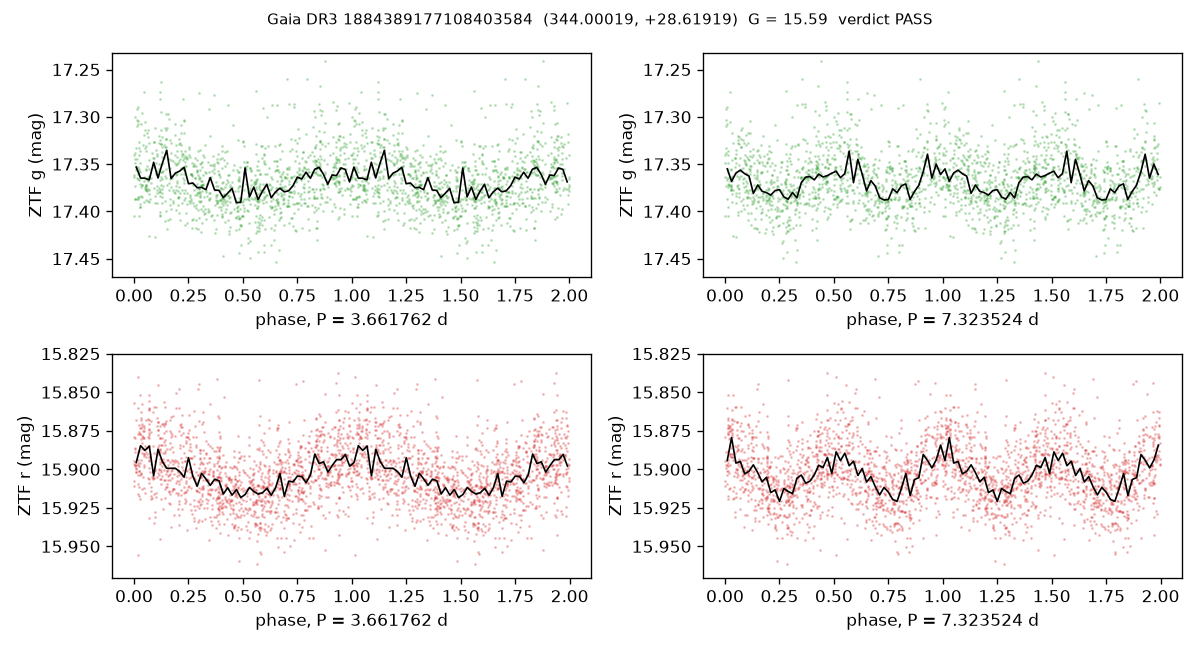 Gaia DR3 1884389177108403584 (344.00019, +28.61919) G = 15.59 verdict PASS
ZTF g (mag)
17.25
17.30
17.35
17.40
17.45
0.00 0.25 0.50 0.75 1.00 1.25 1.50 1.75 2.00
phase, P = 3.661762 d
ZTF g (mag)
17.25
17.30
17.35
17.40
17.45
0.00 0.25 0.50 0.75 1.00 1.25 1.50 1.75 2.00
phase, P = 7.323524 d
ZTF r (mag)
15.825
15.850
15.875
15.900
15.925
15.950
0.00 0.25 0.50 0.75 1.00 1.25 1.50 1.75 2.00
phase, P = 3.661762 d
ZTF r (mag)
15.825
15.850
15.875
15.900
15.925
15.950
0.00 0.25 0.50 0.75 1.00 1.25 1.50 1.75 2.00
phase, P = 7.323524 d